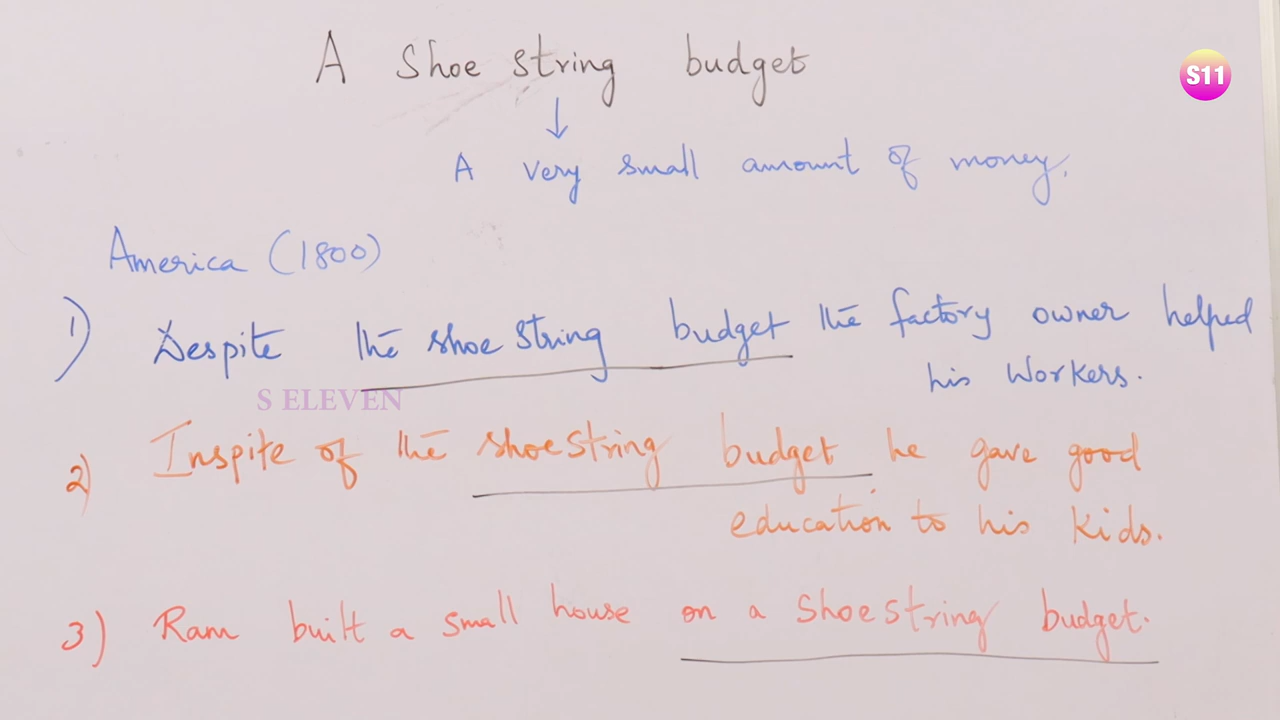 A Shoe string budget
S11
↓
A very small amount of money.
America (1800)
1) Despite the shoe string budget the factory owner helped
his workers.
S ELEVEN
2) Inspite of the shoestring budget he gave good
education to his kids.
3) Ram built a small house on a shoestring budget.